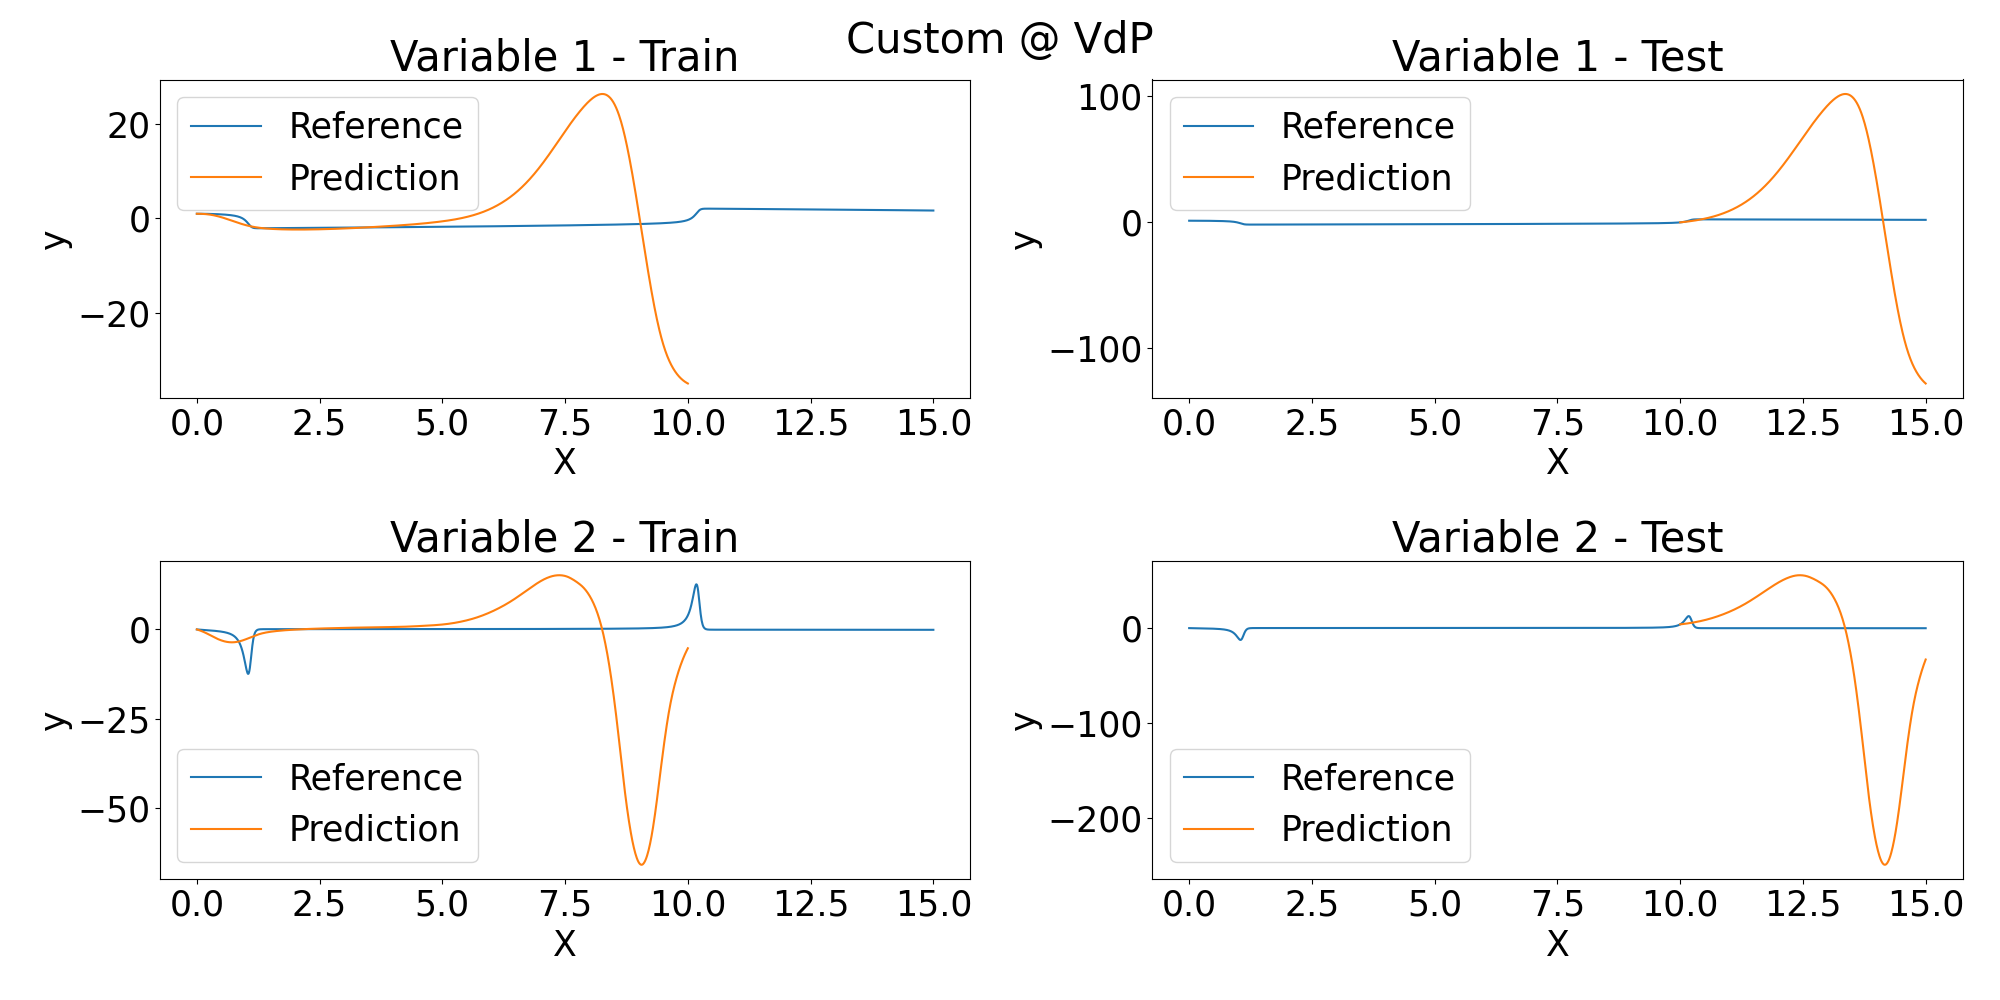 Custom @ VdP
Variable 1 - Train
20
0
−20
y
Reference
Prediction
0.0 2.5 5.0 7.5 10.0 12.5 15.0
X
Variable 1 - Test
100
0
−100
y
Reference
Prediction
0.0 2.5 5.0 7.5 10.0 12.5 15.0
X
Variable 2 - Train
0
−25
−50
y
Reference
Prediction
0.0 2.5 5.0 7.5 10.0 12.5 15.0
X
Variable 2 - Test
0
−100
−200
y
Reference
Prediction
0.0 2.5 5.0 7.5 10.0 12.5 15.0
X